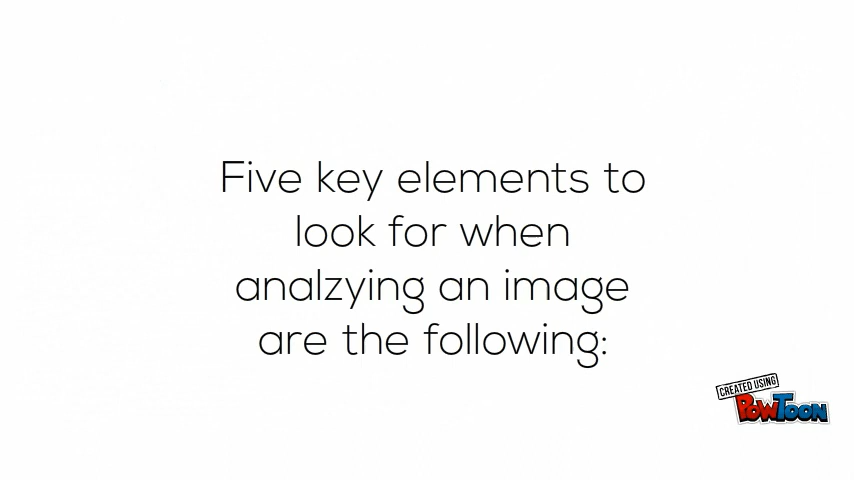 Five key elements to
look for when
analzying an image
are the following:
CREATED USING
POWTOON